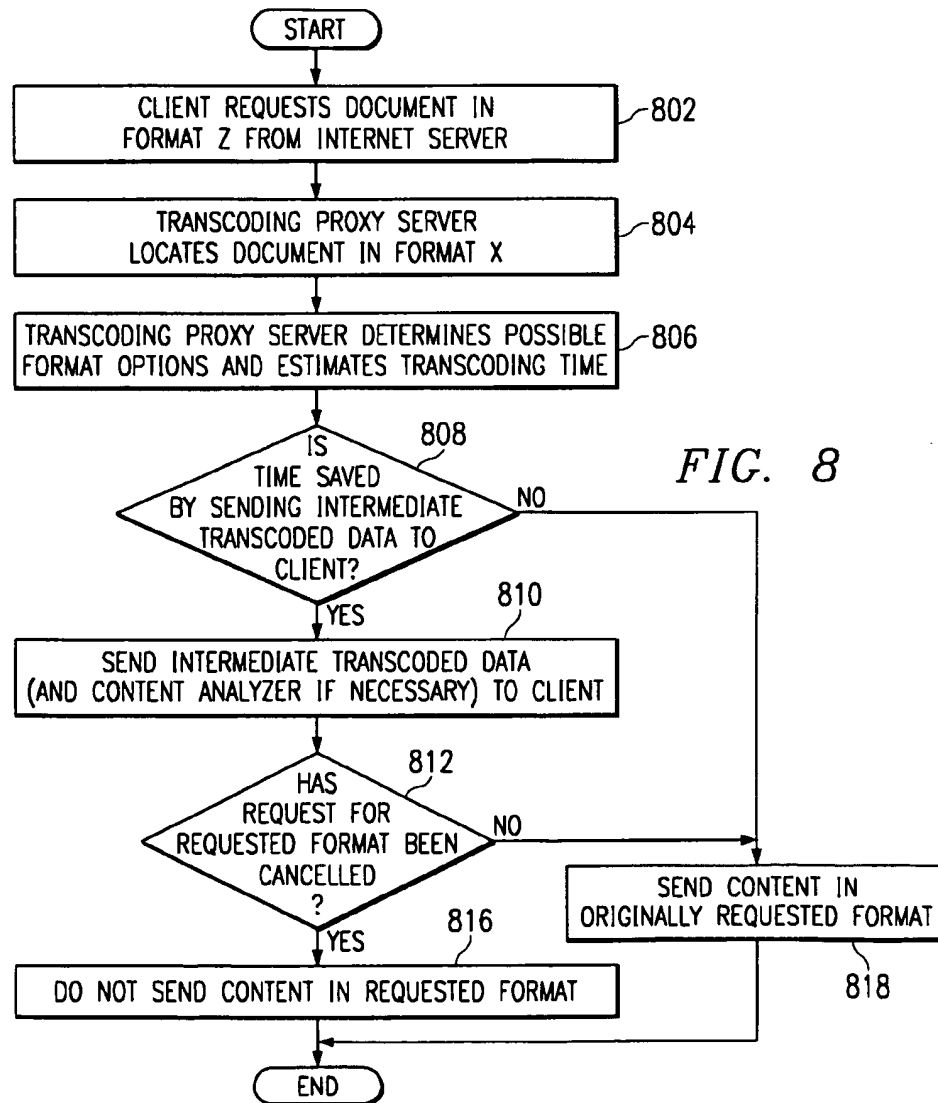 START
CLIENT REQUESTS DOCUMENT IN
FORMAT Z FROM INTERNET SERVER
802
TRANSCODING PROXY SERVER
LOCATES DOCUMENT IN FORMAT X
804
TRANSCODING PROXY SERVER DETERMINES POSSIBLE
FORMAT OPTIONS AND ESTIMATES TRANSCODING TIME
806
IS
TIME SAVED
BY SENDING INTERMEDIATE
TRANSCODED DATA TO
CLIENT?
808
NO
FIG. 8
YES
810
SEND INTERMEDIATE TRANSCODED DATA
(AND CONTENT ANALYZER IF NECESSARY) TO CLIENT
812
HAS
REQUEST FOR
REQUESTED FORMAT BEEN
CANCELLED
?
NO
YES
816
SEND CONTENT IN
ORIGINALLY REQUESTED FORMAT
818
DO NOT SEND CONTENT IN REQUESTED FORMAT
END